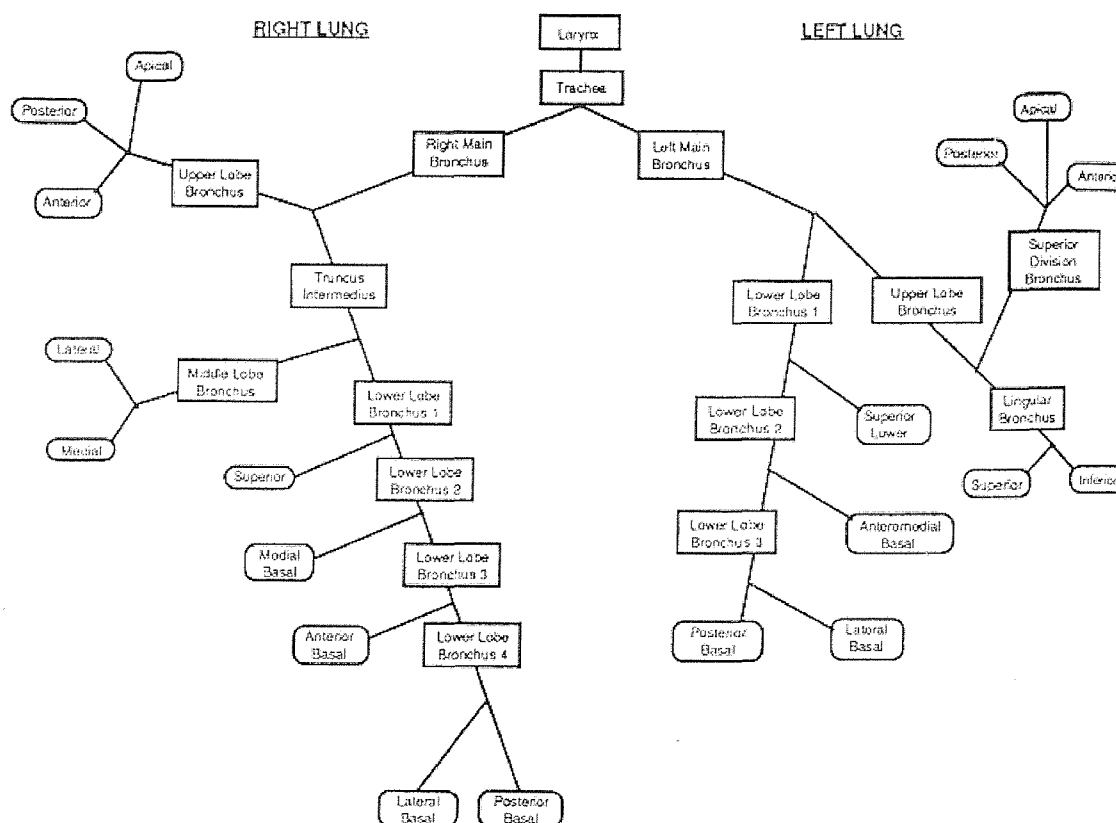 RIGHT LUNG
Larynx
LEFT LUNG
Apical
Trachea
Posterior
Apical
Right Main
Bronchus
Left Main
Bronchus
Posterior
Upper Lobe
Bronchus
Anterior
Anterio
Superior
Division
Bronchus
Truncus
Intermedius
Lower Lobe
Bronchus 1
Upper Lobe
Bronchus
Lateral
Middle Lobe
Bronchus
Lower Lobe
Bronchus 1
Lower Lobe
Bronchus 2
Superior
Lower
Lingular
Bronchus
Medial
Superior
Lower Lobe
Bronchus 2
Superior
Inferior
Medial
Basal
Lower Lobe
Bronchus 3
Lower Lobe
Bronchus 3
Anteromedial
Basal
Anterior
Basal
Lower Lobe
Bronchus 4
Posterior
Basal
Lateral
Basal
Lateral
Basal
Posterior
Basal